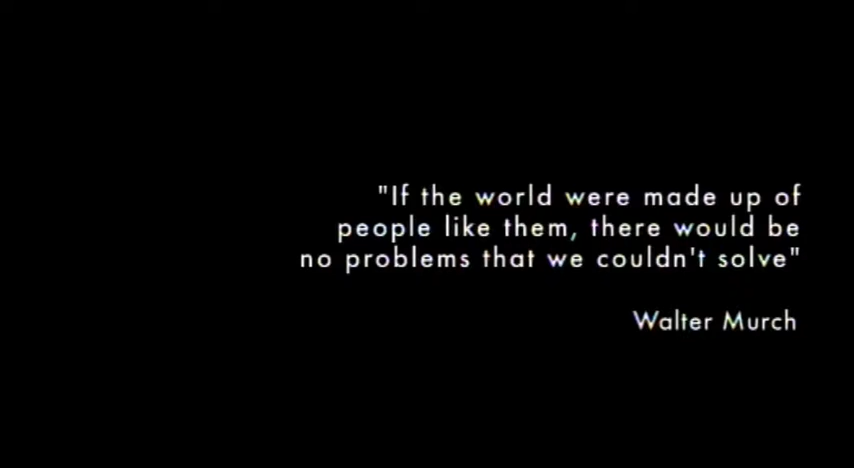 "If the world were made up of
people like them, there would be
no problems that we couldn't solve"
Walter Murch